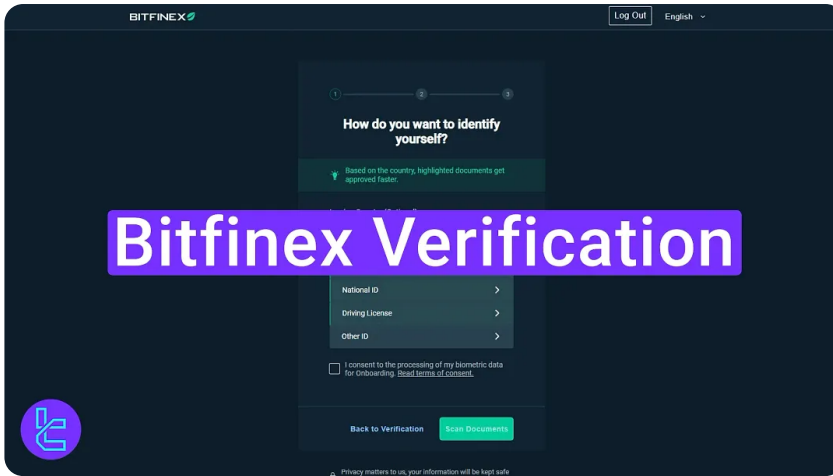 BITFINEX
Log Out
English
1
2
3
How do you want to identify
yourself?
Based on the country, highlighted documents get
approved faster.
Bitfinex Verification
National ID
Driving License
Other ID
I consent to the processing of my biometric data
for Onboarding. Read terms of consent.
Back to Verification
Scan Documents
Privacy matters to us, your information will be kept safe